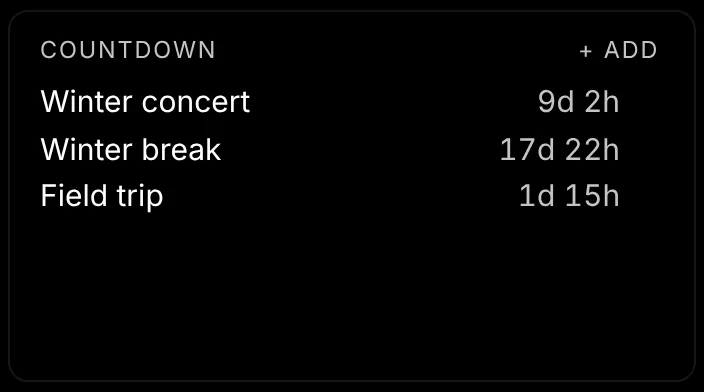 COUNTDOWN + ADD
Winter concert 9d 2h
Winter break 17d 22h
Field trip 1d 15h